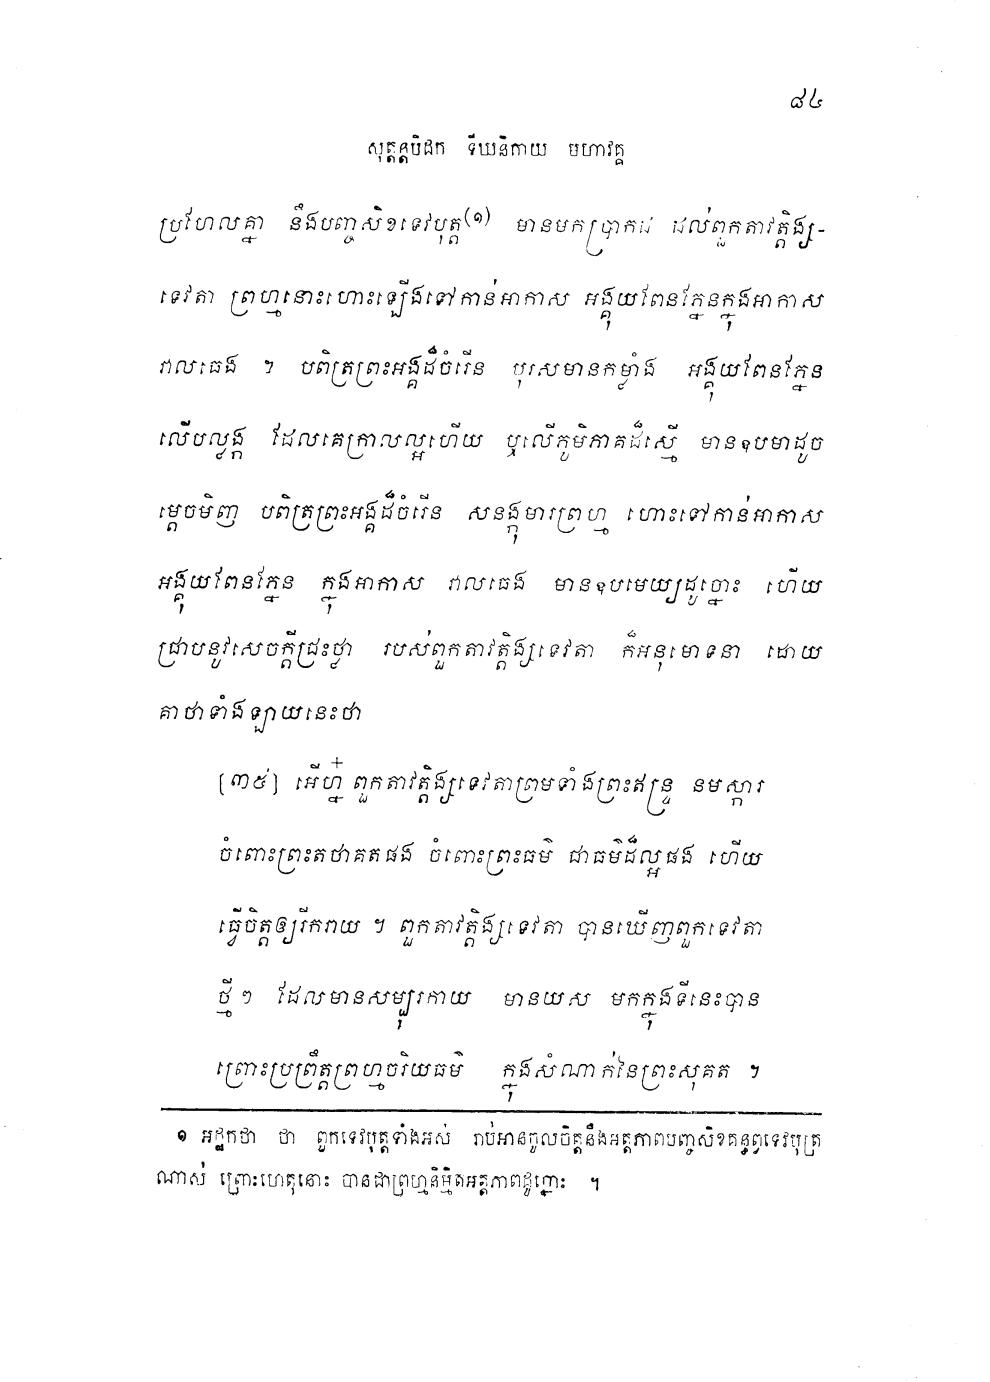 ៨៤
សុត្តន្តបិដក ទីឃនិកាយ មហាវគ្គ
ប្រហែលគ្នា នឹងបញ្ចសិខទេវបុត្ត(១) មានមកប្រាកដ ដល់ពួកតាវត្តិង្ស-
ទេវតា ព្រហ្មនោះហោះឡើងទៅកាន់អាកាស អង្គុយពែនភ្នែនក្នុងអាកាស
វាលធេង ។ បពិត្រព្រះអង្គដ៏ចំរើន បុរសមានកម្លាំង អង្គុយពែនភ្នែន
លើបល្ង័្ក ដែលគេក្រាលល្អហើយ ឬលើភូមិភាគដ៏ស្មើ មានឧបមាដូច
ម្តេចមិញ បពិត្រព្រះអង្គដ៏ចំរើន សនង្កុមារព្រហ្ម ហោះទៅកាន់អាកាស
អង្គុយពែនភ្នែន ក្នុងអាកាស វាលធេង មានឧបមេយ្យដូច្នោះ ហើយ
ជ្រាបនូវសេចក្តីជ្រះថ្លា របស់ពួកតាវត្តិង្សទេវតា ក៏អនុមោទនា ដោយ
គាថាទាំងឡាយនេះថា
[៣៥] អើហ្ន៎ ពួកតាវត្តិង្សទេវតាព្រមទាំងព្រះឥន្ទ្រ នមស្ការ
ចំពោះព្រះតថាគតផង ចំពោះព្រះធម៌ ជាធម៌ដ៏ល្អផង ហើយ
ធ្វើចិត្តឲ្យរីករាយ ។ ពួកតាវត្តិង្សទេវតា បានឃើញពួកទេវតា
ថ្មី ៗ ដែលមានសម្បុរកាយ មានយស មកក្នុងទីនេះបាន
ព្រោះប្រព្រឹត្តព្រហ្មចរិយធម៌ ក្នុងសំណាក់នៃព្រះសុគត ។
១ អដ្ឋកថា ថា ពួកទេវបុត្តទាំងអស់ រាប់អានចូលចិត្តនឹងអត្តភាពបញ្ចសិខគន្ធព្វទេវបុត្រ
ណាស់ ព្រោះហេតុនោះ បានជាព្រហ្មនិម្មិតអត្តភាពដូច្នោះ ។